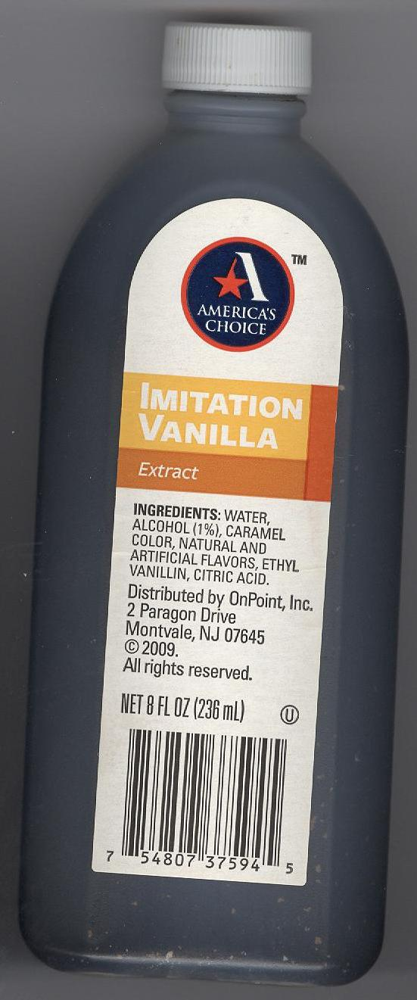 A
TM
AMERICA'S
CHOICE
IMITATION
VANILLA
Extract
INGREDIENTS: WATER,
ALCOHOL (1%), CARAMEL
COLOR, NATURAL AND
ARTIFICIAL FLAVORS, ETHYL
VANILLIN, CITRIC ACID.
Distributed by OnPoint, Inc.
2 Paragon Drive
Montvale, NJ 07645
© 2009.
All rights reserved.
NET 8 FL OZ (236 mL) Ⓤ
7 54807 37594 5